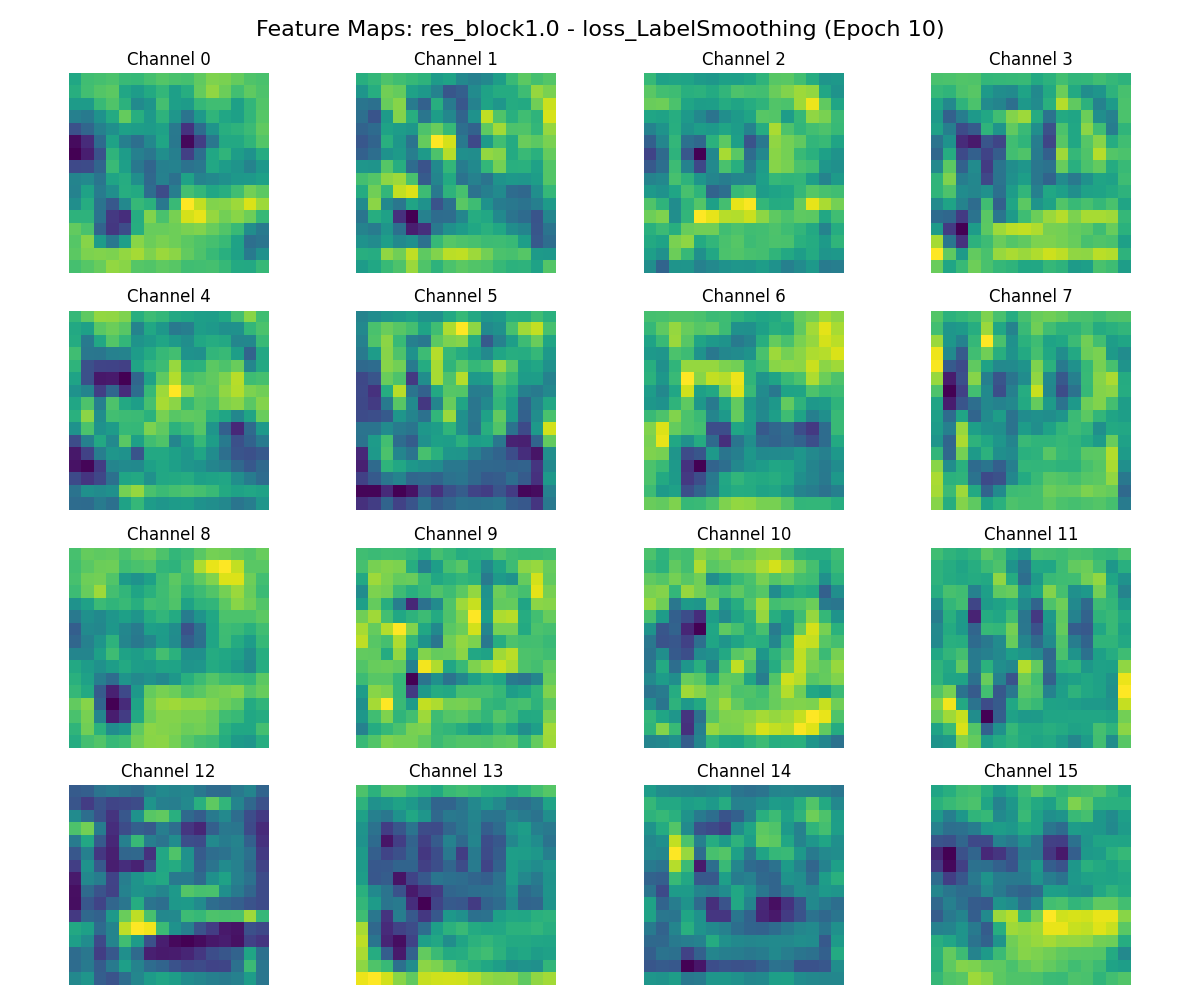 Feature Maps: res_block1.0 - loss_LabelSmoothing (Epoch 10)
Channel 0
Channel 1
Channel 2
Channel 3
Channel 4
Channel 5
Channel 6
Channel 7
Channel 8
Channel 9
Channel 10
Channel 11
Channel 12
Channel 13
Channel 14
Channel 15